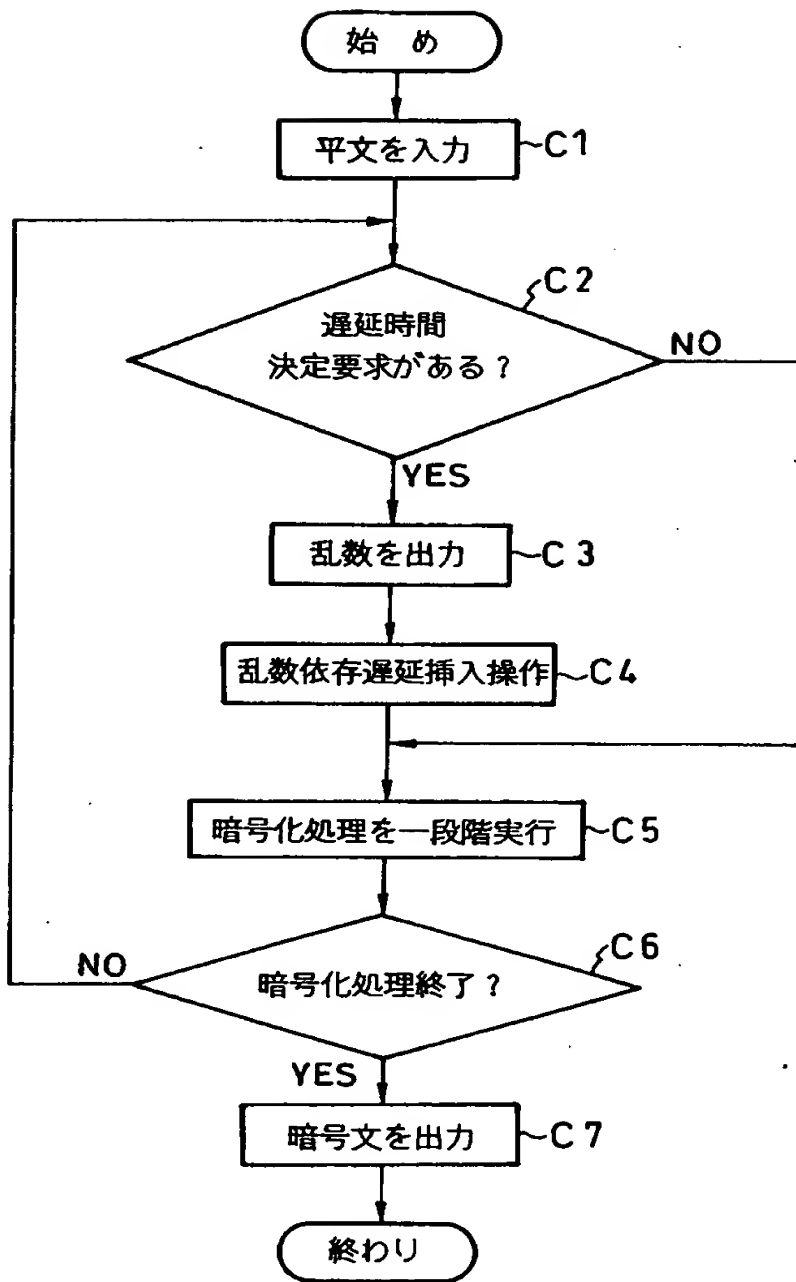 始め
平文を入力
C1
遅延時間
決定要求がある?
C2
NO
YES
乱数を出力
C3
乱数依存遅延挿入操作
C4
暗号化処理を一段階実行
C5
暗号化処理終了?
C6
NO
YES
暗号文を出力
C7
終わり